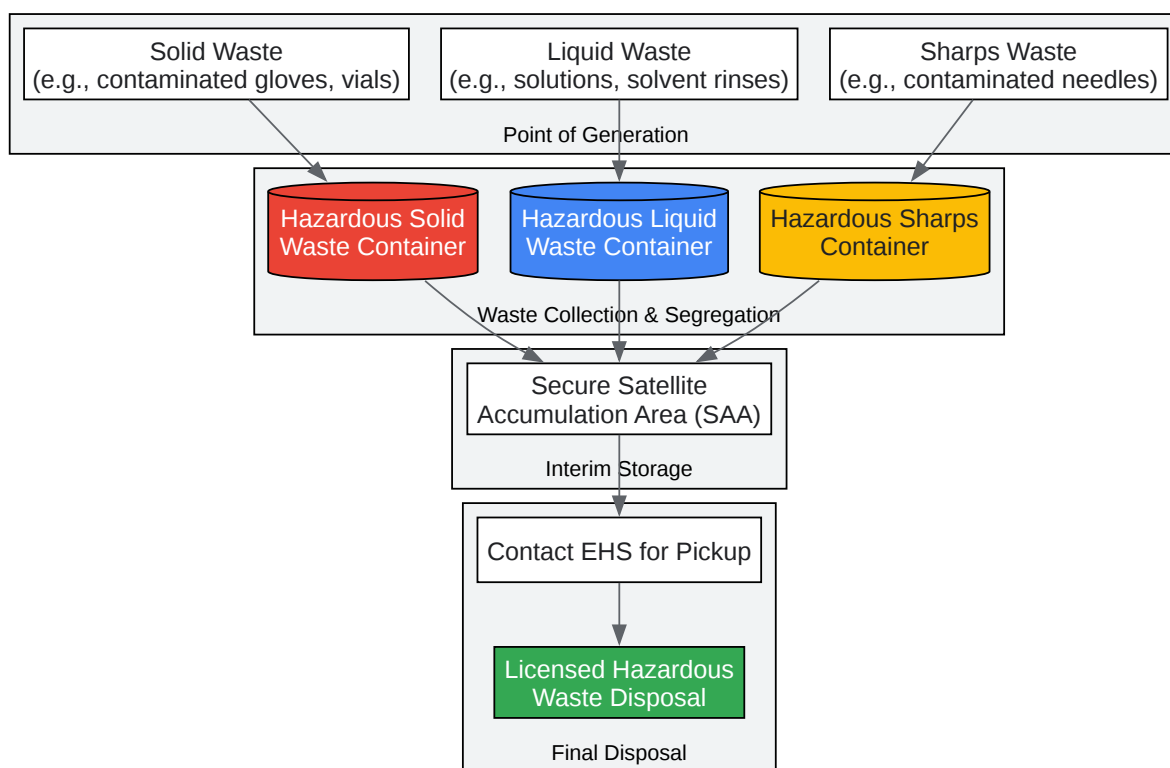 Solid Waste
(e.g., contaminated gloves, vials)
Liquid Waste
(e.g., solutions, solvent rinses)
Sharps Waste
(e.g., contaminated needles)
Point of Generation
Hazardous Solid
Waste Container
Hazardous Liquid
Waste Container
Hazardous Sharps
Container
Waste Collection & Segregation
Secure Satellite
Accumulation Area (SAA)
Interim Storage
Contact EHS for Pickup
Licensed Hazardous
Waste Disposal
Final Disposal